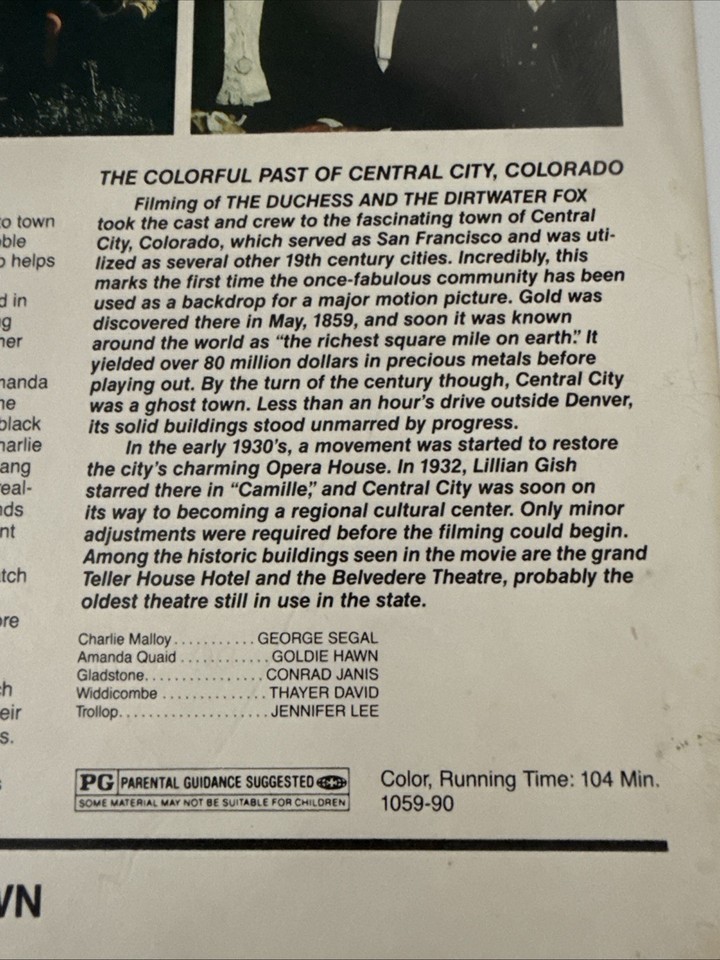 THE COLORFUL PAST OF CENTRAL CITY, COLORADO
Filming of THE DUCHESS AND THE DIRTWATER FOX
took the cast and crew to the fascinating town of Central
City, Colorado, which served as San Francisco and was uti-
lized as several other 19th century cities. Incredibly, this
marks the first time the once-fabulous community has been
used as a backdrop for a major motion picture. Gold was
discovered there in May, 1859, and soon it was known
around the world as “the richest square mile on earth.” It
yielded over 80 million dollars in precious metals before
playing out. By the turn of the century though, Central City
was a ghost town. Less than an hour's drive outside Denver,
its solid buildings stood unmarred by progress.
In the early 1930's, a movement was started to restore
the city's charming Opera House. In 1932, Lillian Gish
starred there in “Camille,” and Central City was soon on
its way to becoming a regional cultural center. Only minor
adjustments were required before the filming could begin.
Among the historic buildings seen in the movie are the grand
Teller House Hotel and the Belvedere Theatre, probably the
oldest theatre still in use in the state.
Charlie Malloy........... GEORGE SEGAL
Amanda Quaid ............ GOLDIE HAWN
Gladstone................ CONRAD JANIS
Widdicombe .............. THAYER DAVID
Trollop..................... JENNIFER LEE
PG PARENTAL GUIDANCE SUGGESTED
SOME MATERIAL MAY NOT BE SUITABLE FOR CHILDREN
Color, Running Time: 104 Min.
1059-90
to town
helps
d in
black